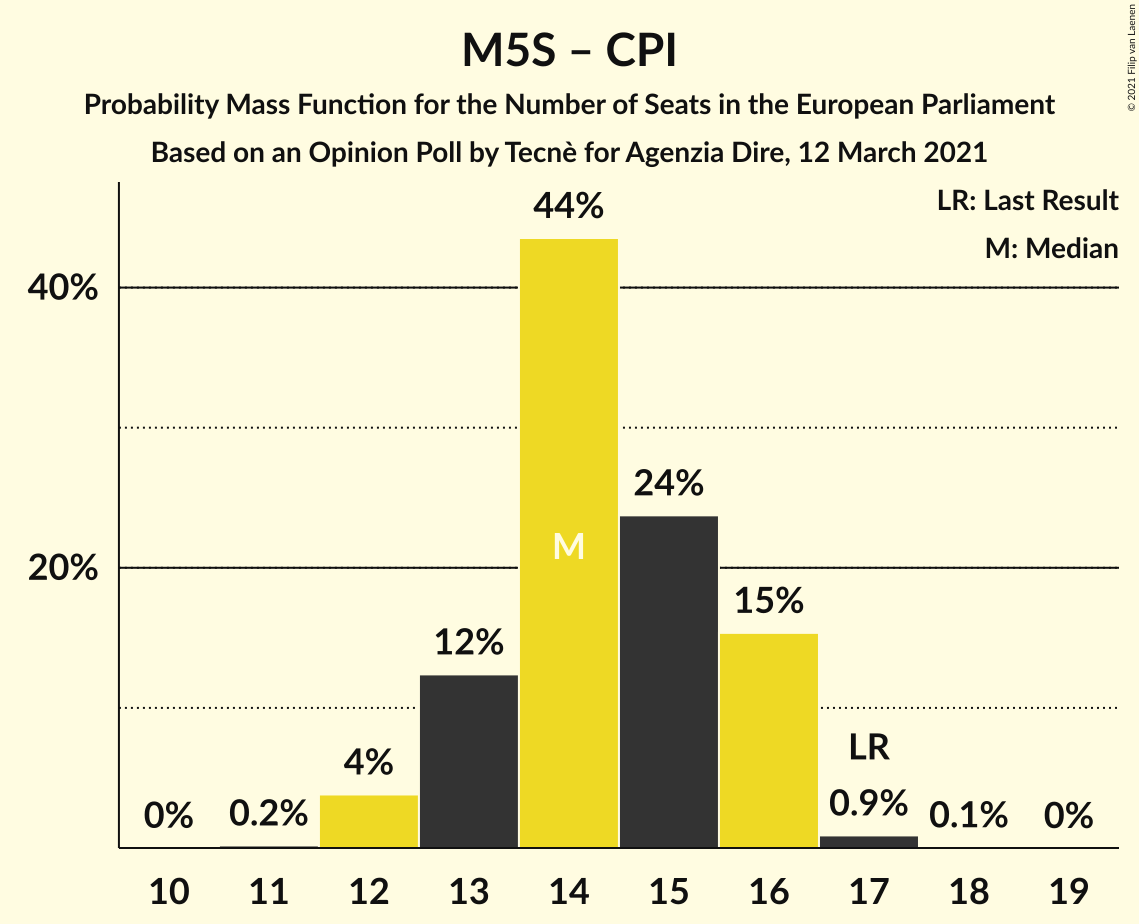 M5S – CPI
Probability Mass Function for the Number of Seats in the European Parliament
Based on an Opinion Poll by Tecnè for Agenzia Dire, 12 March 2021
© 2021 Filip van Laenen
LR: Last Result
M: Median
40%
20%
0%
0.2%
4%
12%
44%
M
24%
15%
LR
0.9%
0.1%
0%
10 11 12 13 14 15 16 17 18 19